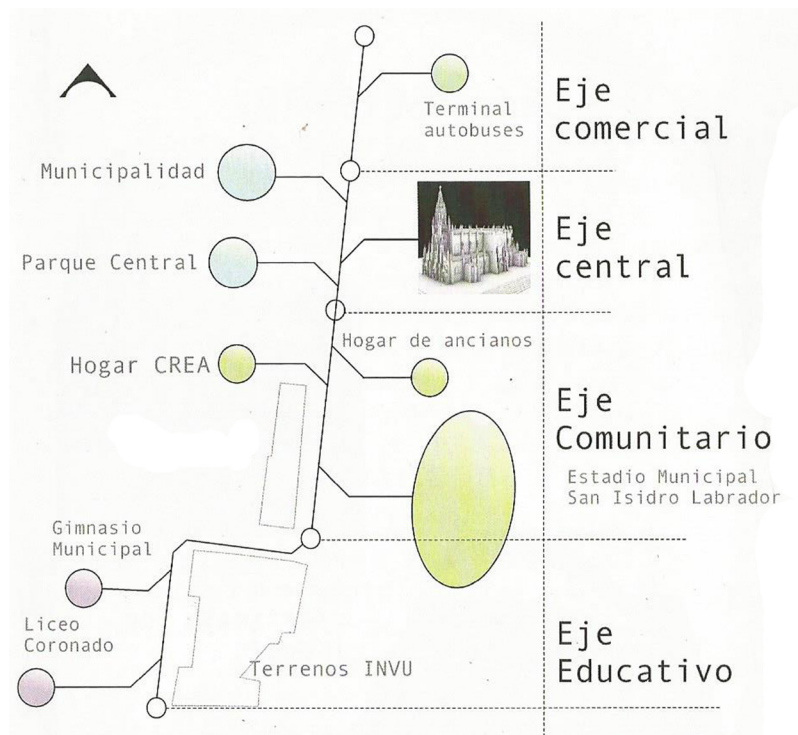 Terminal
autobuses
Eje
comercial
Municipalidad
Eje
central
Parque Central
Hogar de ancianos
Hogar CREA
Eje
Comunitario
Estadio Municipal
San Isidro Labrador
Gimnasio
Municipal
Liceo
Coronado
Terrenos INVU
Eje
Educativo